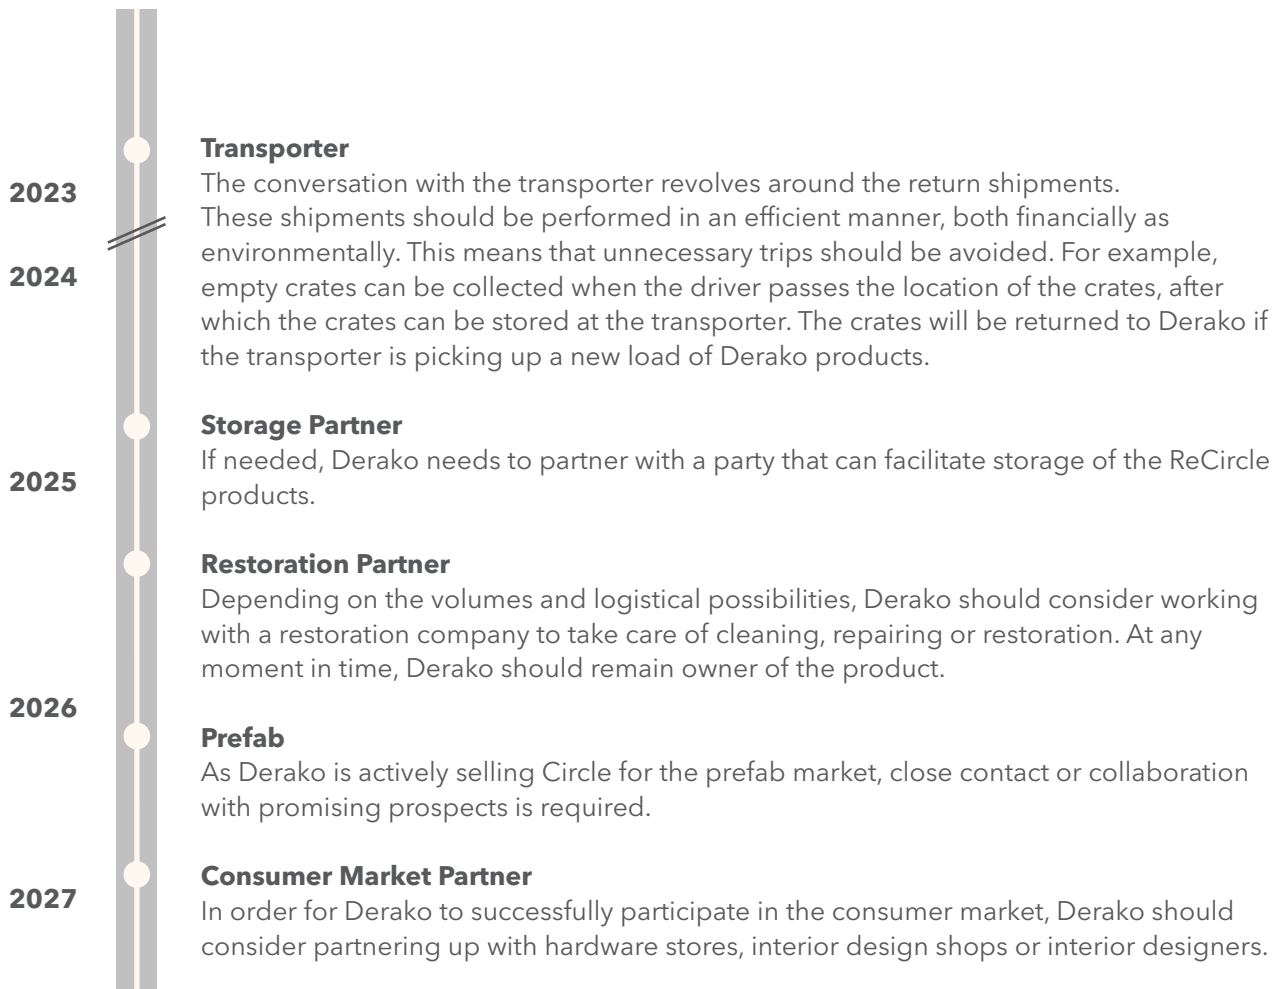 Transporter
2023
The conversation with the transporter revolves around the return shipments.
These shipments should be performed in an efficient manner, both financially as
environmentally. This means that unnecessary trips should be avoided. For example,
2024
empty crates can be collected when the driver passes the location of the crates, after
which the crates can be stored at the transporter. The crates will be returned to Derako if
the transporter is picking up a new load of Derako products.
Storage Partner
If needed, Derako needs to partner with a party that can facilitate storage of the ReCircle
2025
products.
Restoration Partner
Depending on the volumes and logistical possibilities, Derako should consider working
with a restoration company to take care of cleaning, repairing or restoration. At any
moment in time, Derako should remain owner of the product.
2026
Prefab
As Derako is actively selling Circle for the prefab market, close contact or collaboration
with promising prospects is required.
Consumer Market Partner
2027
In order for Derako to successfully participate in the consumer market, Derako should
consider partnering up with hardware stores, interior design shops or interior designers.